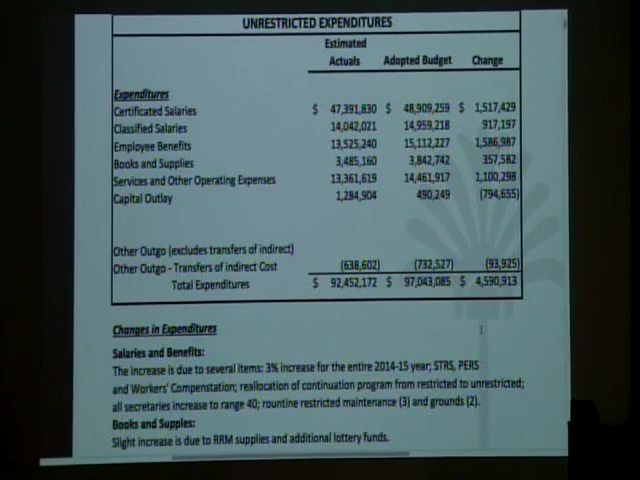 UNRESTRICTED EXPENDITURES
Estimated
Actuals Adopted Budget Change
Expenditures
Certificated Salaries $ 47,391,830 $ 48,909,259 $ 1,517,429
Classified Salaries 14,042,021 14,959,218 917,197
Employee Benefits 13,525,240 15,112,227 1,586,987
Books and Supplies 3,485,160 3,842,742 357,582
Services and Other Operating Expenses 13,361,619 14,461,917 1,100,298
Capital Outlay 1,284,904 490,249 (794,655)
Other Outgo (excludes transfers of indirect)
Other Outgo - Transfers of Indirect Cost (638,602) (732,527) (93,925)
Total Expenditures $ 92,452,172 $ 97,043,085 $ 4,590,913
Changes in Expenditures
Salaries and Benefits:
The increase is due to several items: 3% increase for the entire 2014-15 year; STRS, PERS
and Workers' Compenstation; reallocation of continuation program from restricted to unrestricted;
all secretaries increase to range 40; rountine restricted maintenance (3) and grounds (2).
Books and Supples:
Slight increase is due to RRM supplies and additional lottery funds.